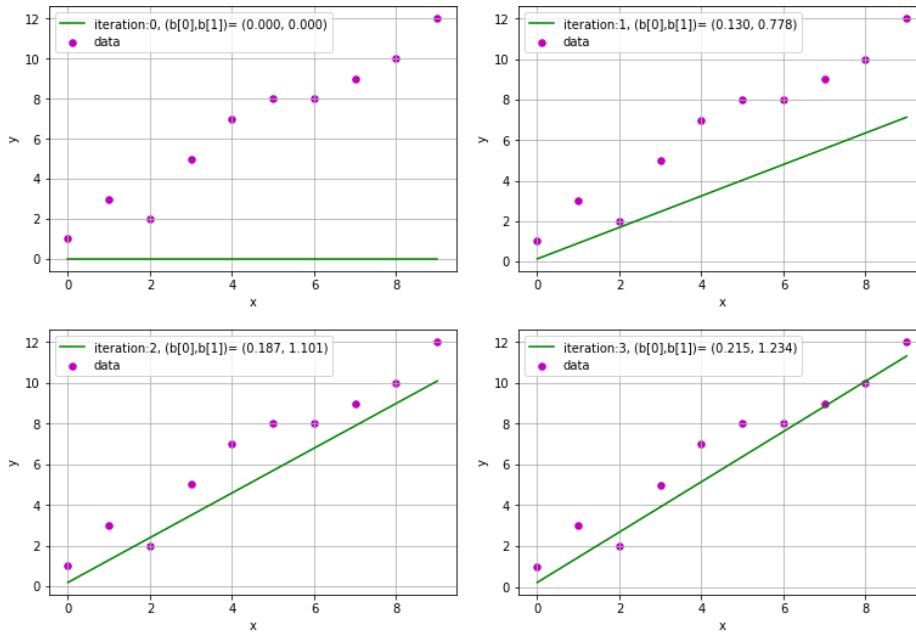 iteration:0, (b[0],b[1])= (0.000, 0.000)
data
12
10
8
6
4
2
0
y
0 2 4 6 8
x
iteration:1, (b[0],b[1])= (0.130, 0.778)
data
12
10
8
6
4
2
0
y
0 2 4 6 8
x
iteration:2, (b[0],b[1])= (0.187, 1.101)
data
12
10
8
6
4
2
0
y
0 2 4 6 8
x
iteration:3, (b[0],b[1])= (0.215, 1.234)
data
12
10
8
6
4
2
0
y
0 2 4 6 8
x